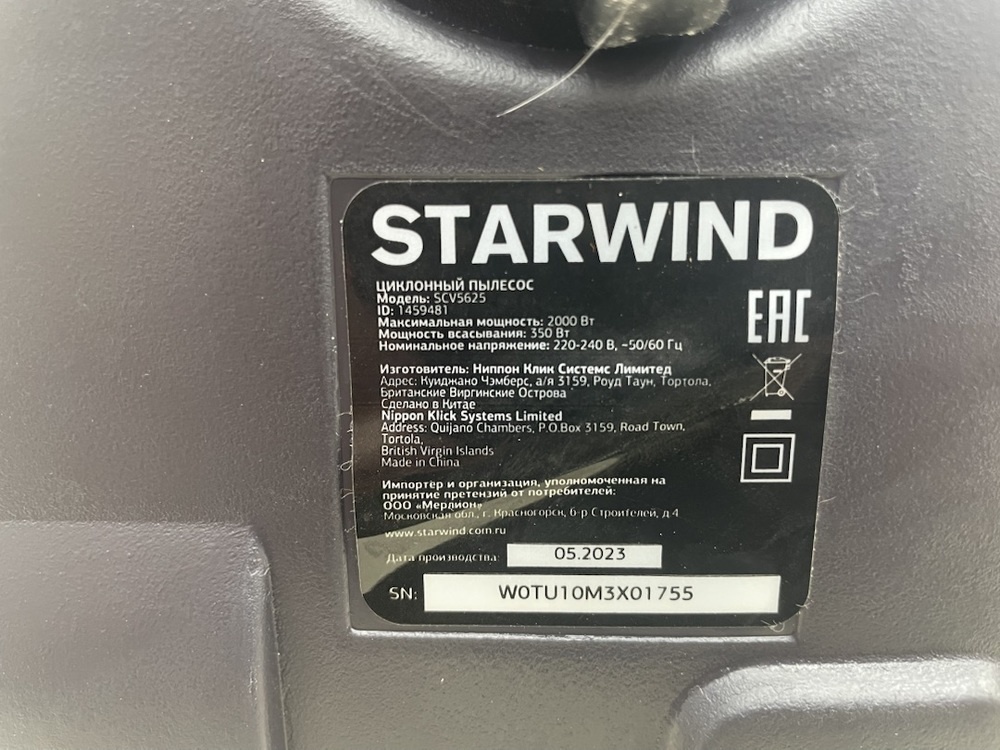 STARWIND
ЦИКЛОННЫЙ ПЫЛЕСОС
Модель: SCV5625
ID: 1459481
Максимальная мощность: 2000 Вт
Мощность всасывания: 350 Вт
Номинальное напряжение: 220-240 В, ~50/60 Гц
EAC
Изготовитель: Ниппон Клик Системс Лимитед
Адрес: Куиджано Чэмберс, а/я 3159, Роуд Таун, Тортола,
Британские Виргинские Острова
Сделано в Китае
Nippon Klick Systems Limited
Address: Quijano Chambers, P.O.Box 3159, Road Town,
Tortola,
British Virgin Islands
Made in China
Импортер и организация, уполномоченная на
принятие претензий от потребителей:
ООО «Мерлион»
Московская обл., г. Красногорск, б-р Строителей, д.4
www.starwind.com.ru
Дата производства: 05.2023
SN: W0TU10M3X01755